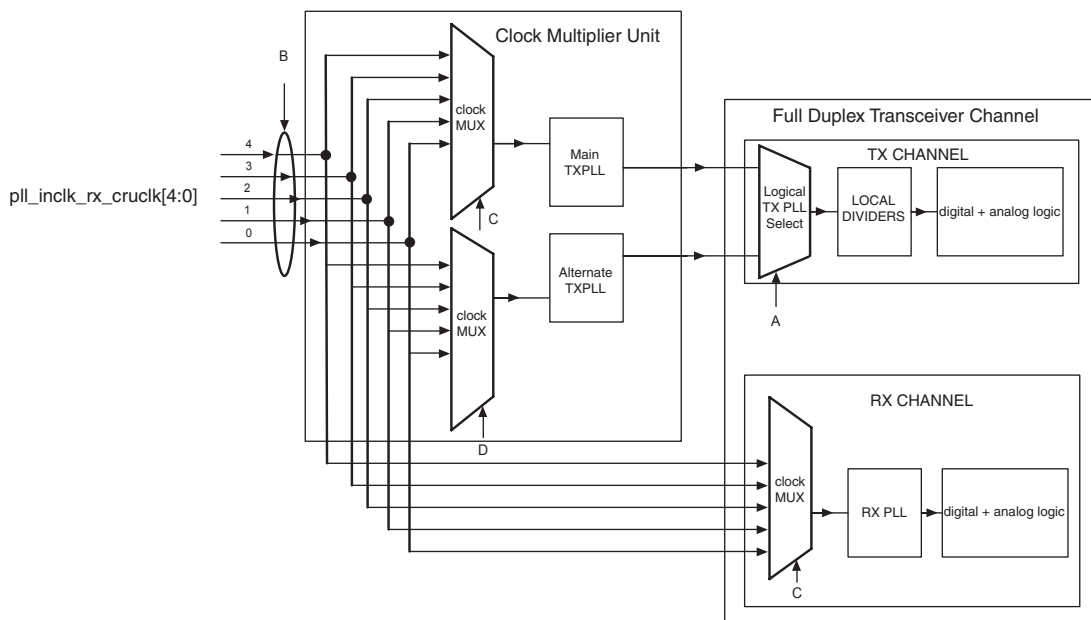 Clock Multiplier Unit
B
4
3
2
1
0
pll_inclk_rx_cruclk[4:0]
clock
MUX
C
Main
TXPLL
clock
MUX
D
Alternate
TXPLL
Full Duplex Transceiver Channel
TX CHANNEL
Logical
TX PLL
Select
A
LOCAL
DIVIDERS
digital + analog logic
RX CHANNEL
clock
MUX
C
RX PLL
digital + analog logic